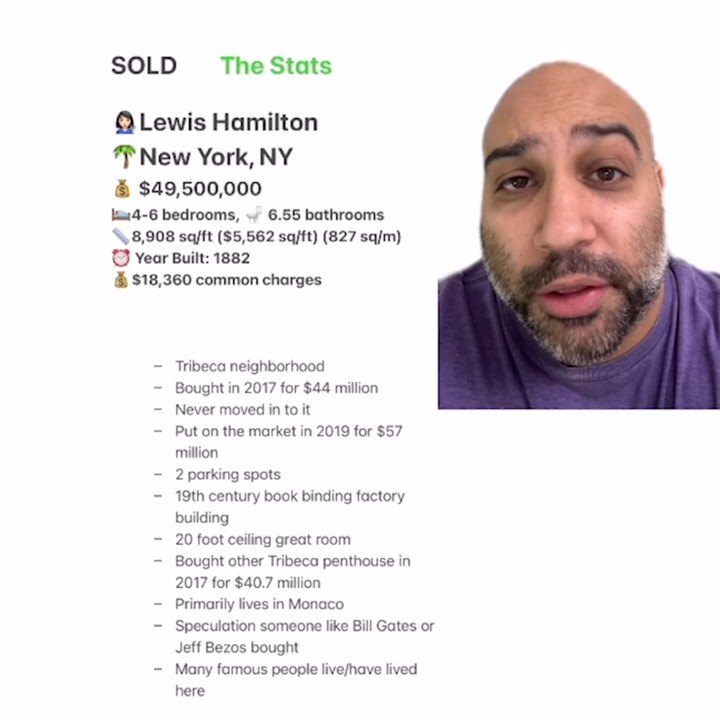 SOLD The Stats
👩🏻‍💼Lewis Hamilton
🌴New York, NY
💰 $49,500,000
🛌4-6 bedrooms, 🚽 6.55 bathrooms
📏8,908 sq/ft ($5,562 sq/ft) (827 sq/m)
⏰ Year Built: 1882
💰$18,360 common charges
– Tribeca neighborhood
– Bought in 2017 for $44 million
– Never moved in to it
– Put on the market in 2019 for $57
million
– 2 parking spots
– 19th century book binding factory
building
– 20 foot ceiling great room
– Bought other Tribeca penthouse in
2017 for $40.7 million
– Primarily lives in Monaco
– Speculation someone like Bill Gates or
Jeff Bezos bought
– Many famous people live/have lived
here